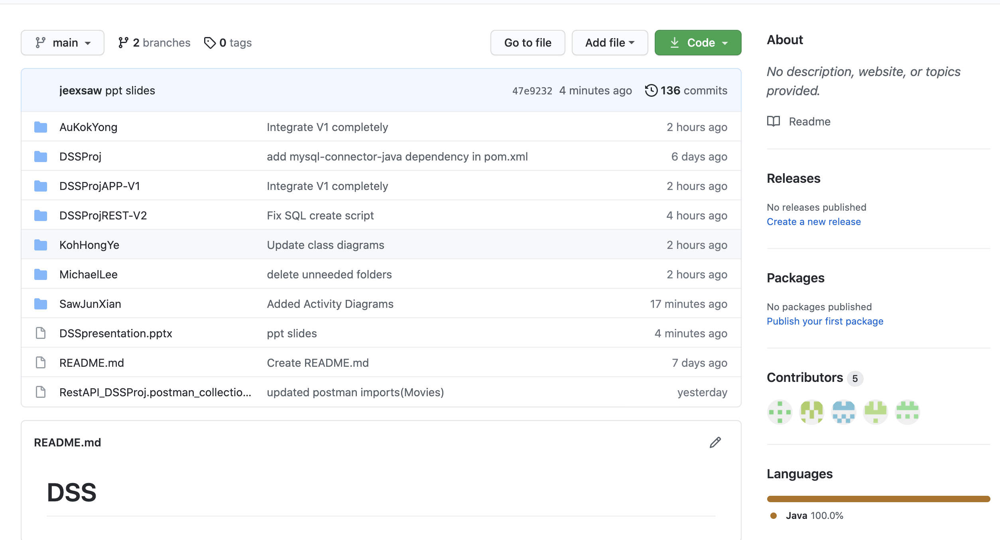 main 2 branches 0 tags Go to file Add file Code
jeexsaw ppt slides 47e9232 4 minutes ago 136 commits
AuKokYong Integrate V1 completely 2 hours ago
DSSProj add mysql-connector-java dependency in pom.xml 6 days ago
DSSProjAPP-V1 Integrate V1 completely 2 hours ago
DSSProjREST-V2 Fix SQL create script 4 hours ago
KohHongYe Update class diagrams 2 hours ago
MichaelLee delete unneeded folders 2 hours ago
SawJunXian Added Activity Diagrams 17 minutes ago
DSSpresentation.pptx ppt slides 4 minutes ago
README.md Create README.md 7 days ago
RestAPI_DSSProj.postman_collectio... updated postman imports(Movies) yesterday
README.md
DSS
About
No description, website, or topics
provided.
Readme
Releases
No releases published
Create a new release
Packages
No packages published
Publish your first package
Contributors 5
Languages
Java 100.0%